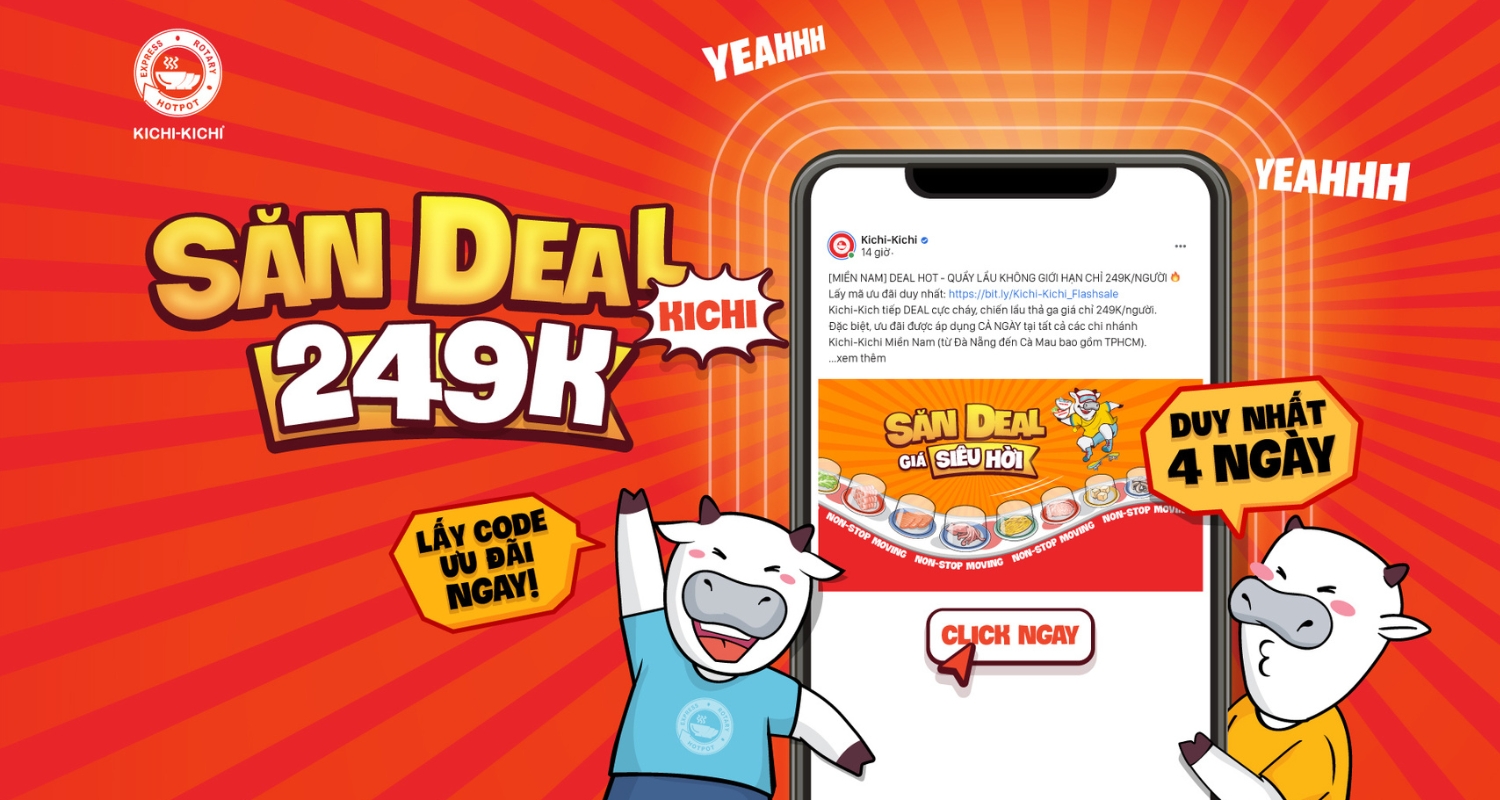 EXPRESS • ROTARY • HOTPOT
KICHI-KICHI
YEAHHH
YEAHHH
SĂN DEAL
KICHI
249K
Kichi-Kichi
14 giờ ·
[MIỀN NAM] DEAL HOT - QUẨY LẨU KHÔNG GIỚI HẠN CHỈ 249K/NGƯỜI 🔥
Lấy mã ưu đãi duy nhất: https://bit.ly/Kichi-Kichi_Flashsale
Kichi-Kich tiếp DEAL cực cháy, chiến lẩu thả ga giá chỉ 249K/người.
Đặc biệt, ưu đãi được áp dụng CẢ NGÀY tại tất cả các chi nhánh
Kichi-Kichi Miền Nam (từ Đà Nẵng đến Cà Mau bao gồm TPHCM).
...xem thêm
SĂN DEAL
GIÁ SIÊU HỜI
NON-STOP MOVING NON-STOP MOVING NON-STOP MOVING NON-STOP MOVING
DUY NHẤT
4 NGÀY
LẤY CODE
ƯU ĐÃI
NGAY!
CLICK NGAY
EXPRESS • ROTARY • HOTPOT